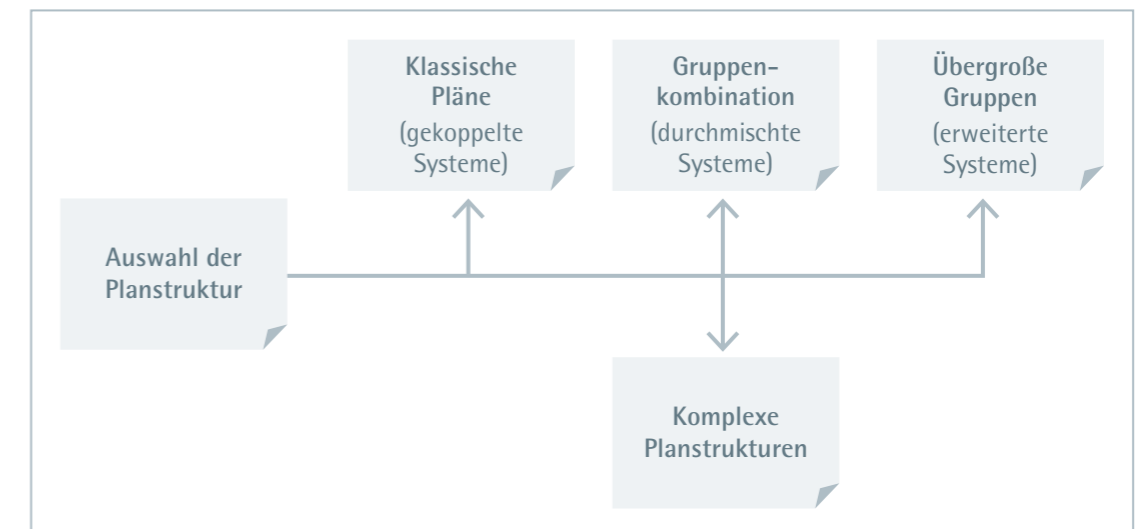 Klassische
Pläne
(gekoppelte
Systeme)
Gruppen-
kombination
(durchmischte
Systeme)
Übergroße
Gruppen
(erweiterte
Systeme)
Auswahl der
Planstruktur
Komplexe
Planstrukturen